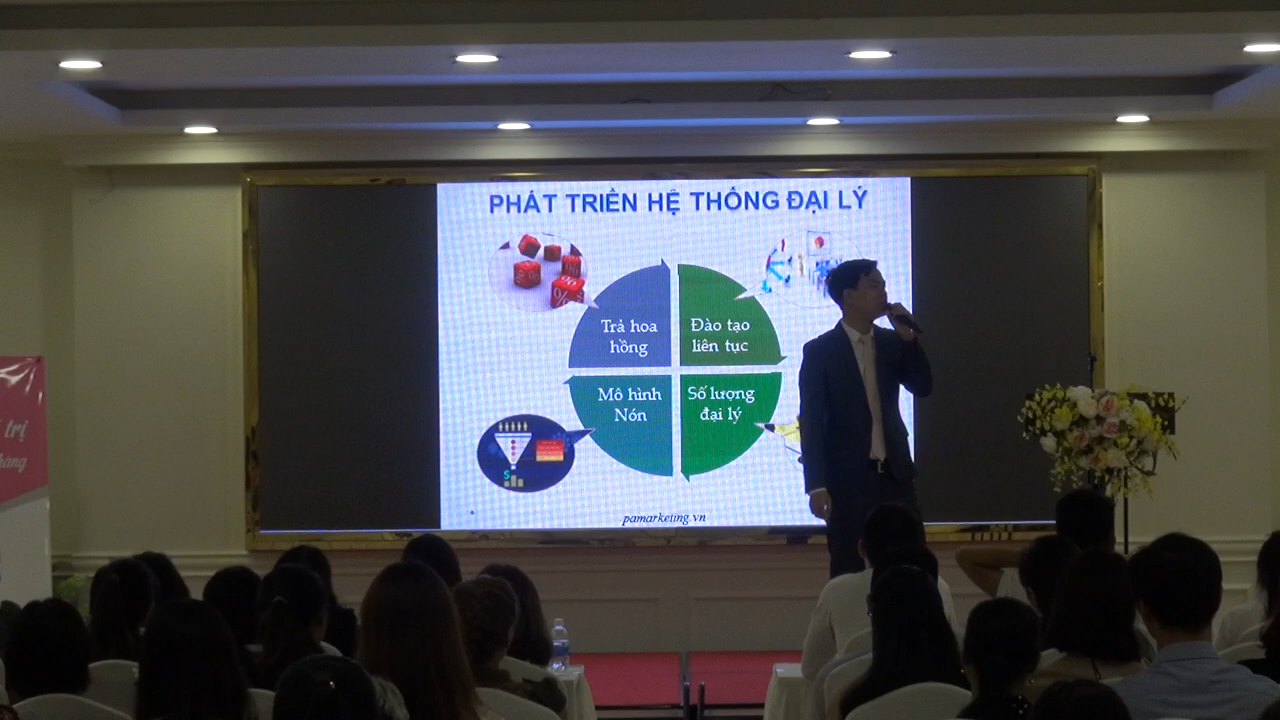 PHÁT TRIỂN HỆ THỐNG ĐẠI LÝ
Trả hoa
hồng
Đào tạo
liên tục
Mô hình
Nón
Số lượng
đại lý
pamarketing.vn
trị
hàng